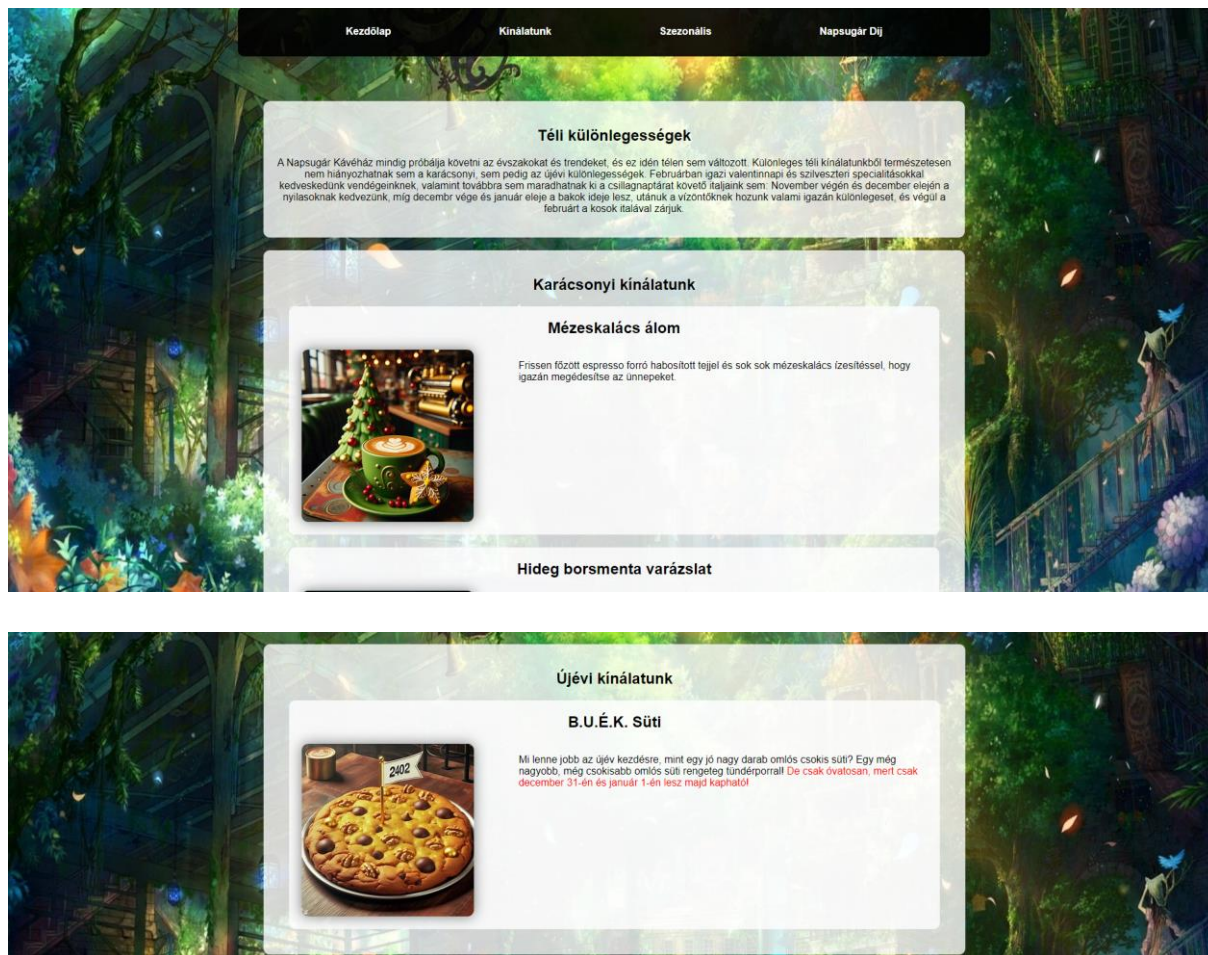 Kezdőlap Kínálatunk Szezonális Napsugár Díj
Téli különlegességek
A Napsugár Kávéház mindig próbálja követni az évszakokat és trendeket, és ez idén télen sem változott. Különleges téli kínálatunkből természetesen
nem hiányozhatnak sem a karácsonyi, sem pedig az újévi különlegességek. Februárban igazi valentinnapi és szilveszteri specialitásokkal
kedveskedünk vendégeinknek, valamint továbbra sem maradhatnak ki a csillagnaptárat követő italjaink sem: November végén és december elején a
nyilasoknak kedvezünk, míg decembr vége és január eleje a bakok ideje lesz, utánuk a vízöntőknek hozunk valami igazán különlegeset, és végül a
februárt a kosok italával zárjuk.
Karácsonyi kínálatunk
Mézeskalács álom
Frissen főzött espresso forró habosított tejjel és sok sok mézeskalács ízesítéssel, hogy
igazán megédesítse az ünnepeket.
Hideg borsmenta varázslat
Újévi kínálatunk
B.U.É.K. Süti
2402
Mi lenne jobb az újév kezdésre, mint egy jó nagy darab omlós csokis süti? Egy még
nagyobb, még csokisabb omlós süti rengeteg tündérporral! De csak óvatosan, mert csak
december 31-én és január 1-én lesz majd kapható!